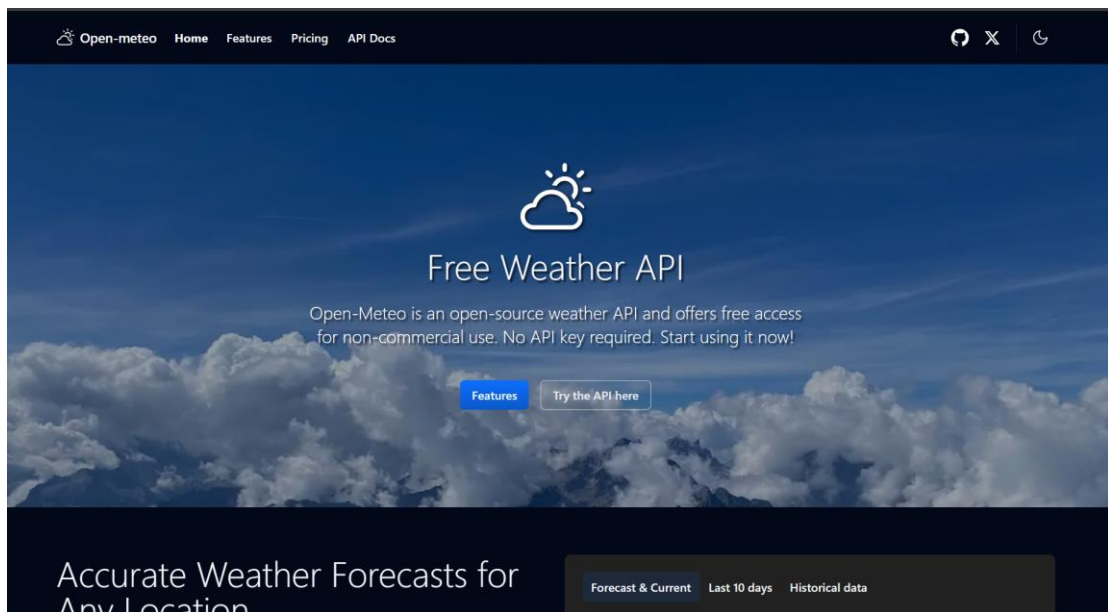 Open-meteo Home Features Pricing API Docs
Free Weather API
Open-Meteo is an open-source weather API and offers free access
for non-commercial use. No API key required. Start using it now!
Features Try the API here
Accurate Weather Forecasts for
Any Location
Forecast & Current Last 10 days Historical data